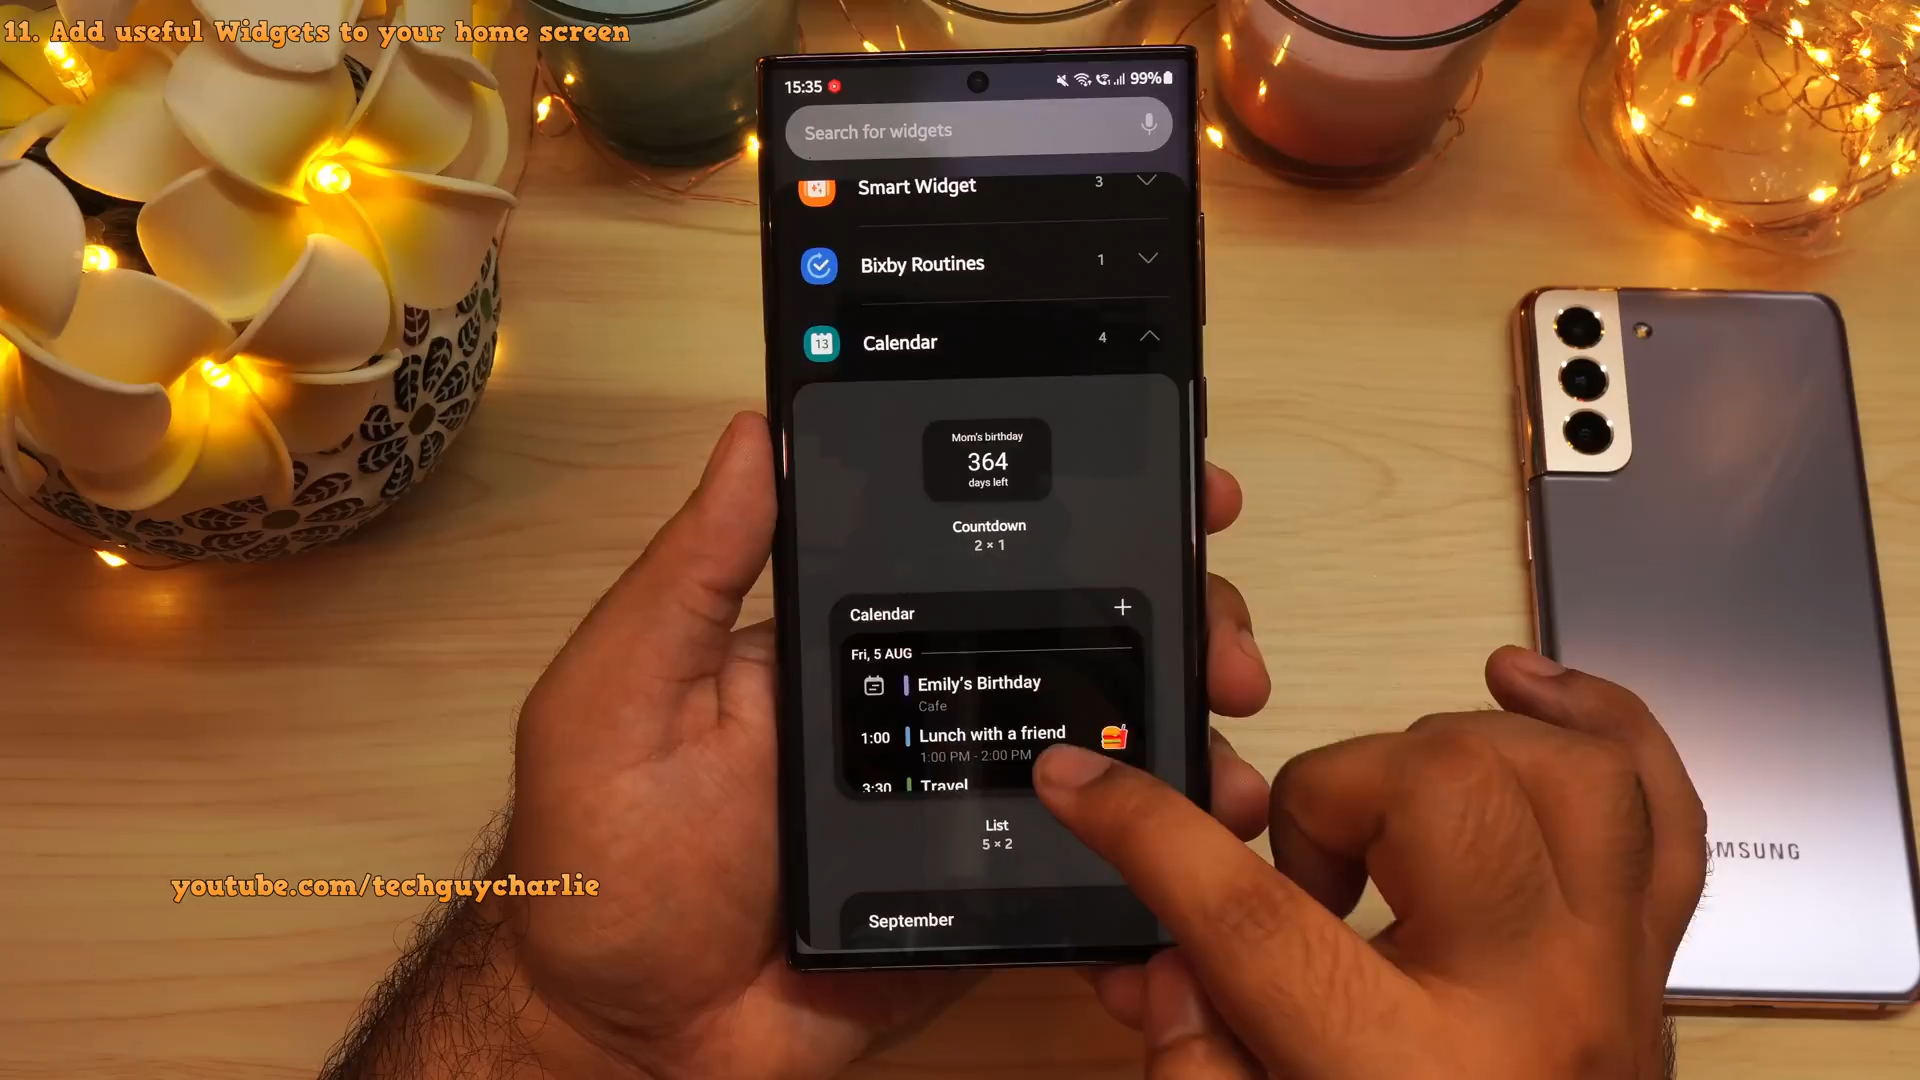 11. Add useful Widgets to your home screen
15:35 99%
Search for widgets
Smart Widget 3
Bixby Routines 1
13 Calendar 4
Mom's birthday
364
days left
Countdown
2 × 1
Calendar +
Fri, 5 AUG
Emily's Birthday
Cafe
1:00 Lunch with a friend
1:00 PM - 2:00 PM
3:30 Travel
List
5 × 2
September
youtube.com/techguycharlie
MSUNG